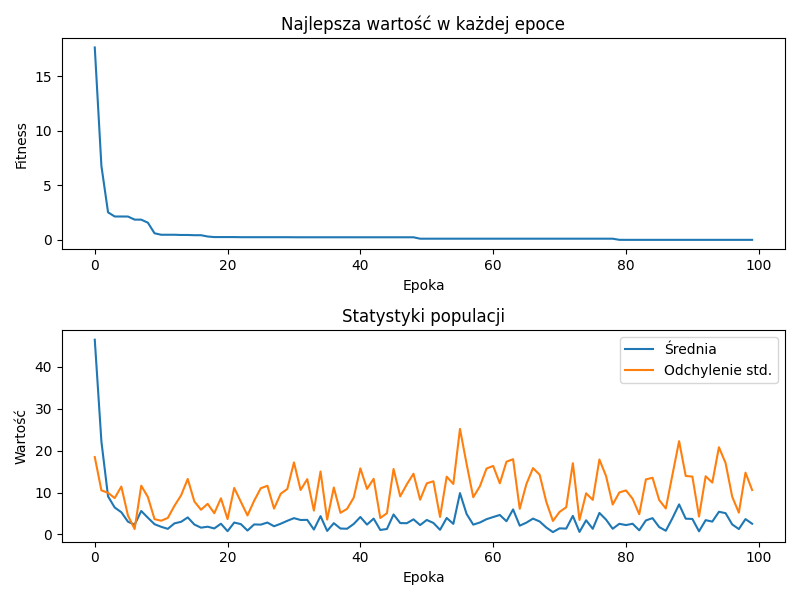 Najlepsza wartość w każdej epoce
15
10
5
0
Fitness
0 20 40 60 80 100
Epoka
Statystyki populacji
40
30
20
10
0
Wartość
Średnia
Odchylenie std.
0 20 40 60 80 100
Epoka